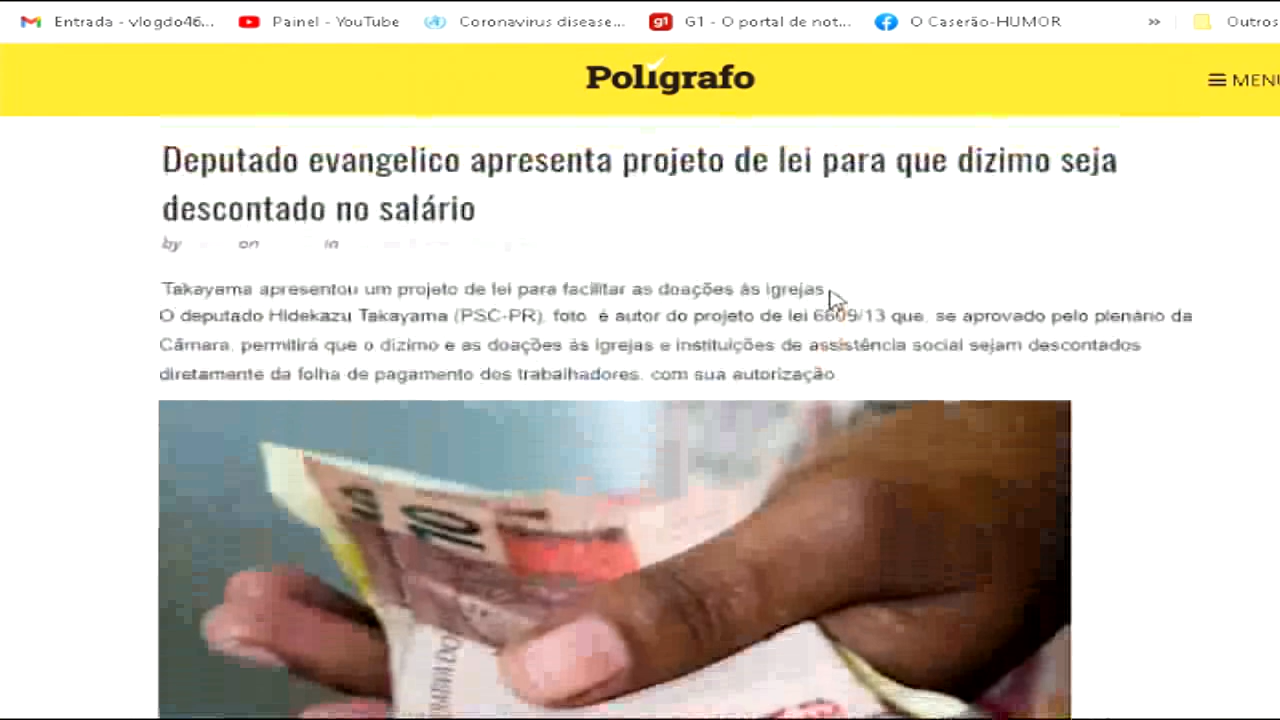 Entrada - vlogdo46... Painel - YouTube Coronavirus disease... G1 - O portal de not... O Caserão-HUMOR » Outros
Polígrafo
MENU
Deputado evangelico apresenta projeto de lei para que dizimo seja
descontado no salário
by on in
Takayama apresentou um projeto de lei para facilitar as doações às igrejas
O deputado Hidekazu Takayama (PSC-PR), foto é autor do projeto de lei 6609/13 que, se aprovado pelo plenário da
Câmara, permitirá que o dízimo e as doações às igrejas e instituições de assistência social sejam descontados
diretamente da folha de pagamento dos trabalhadores, com sua autorização
10
10